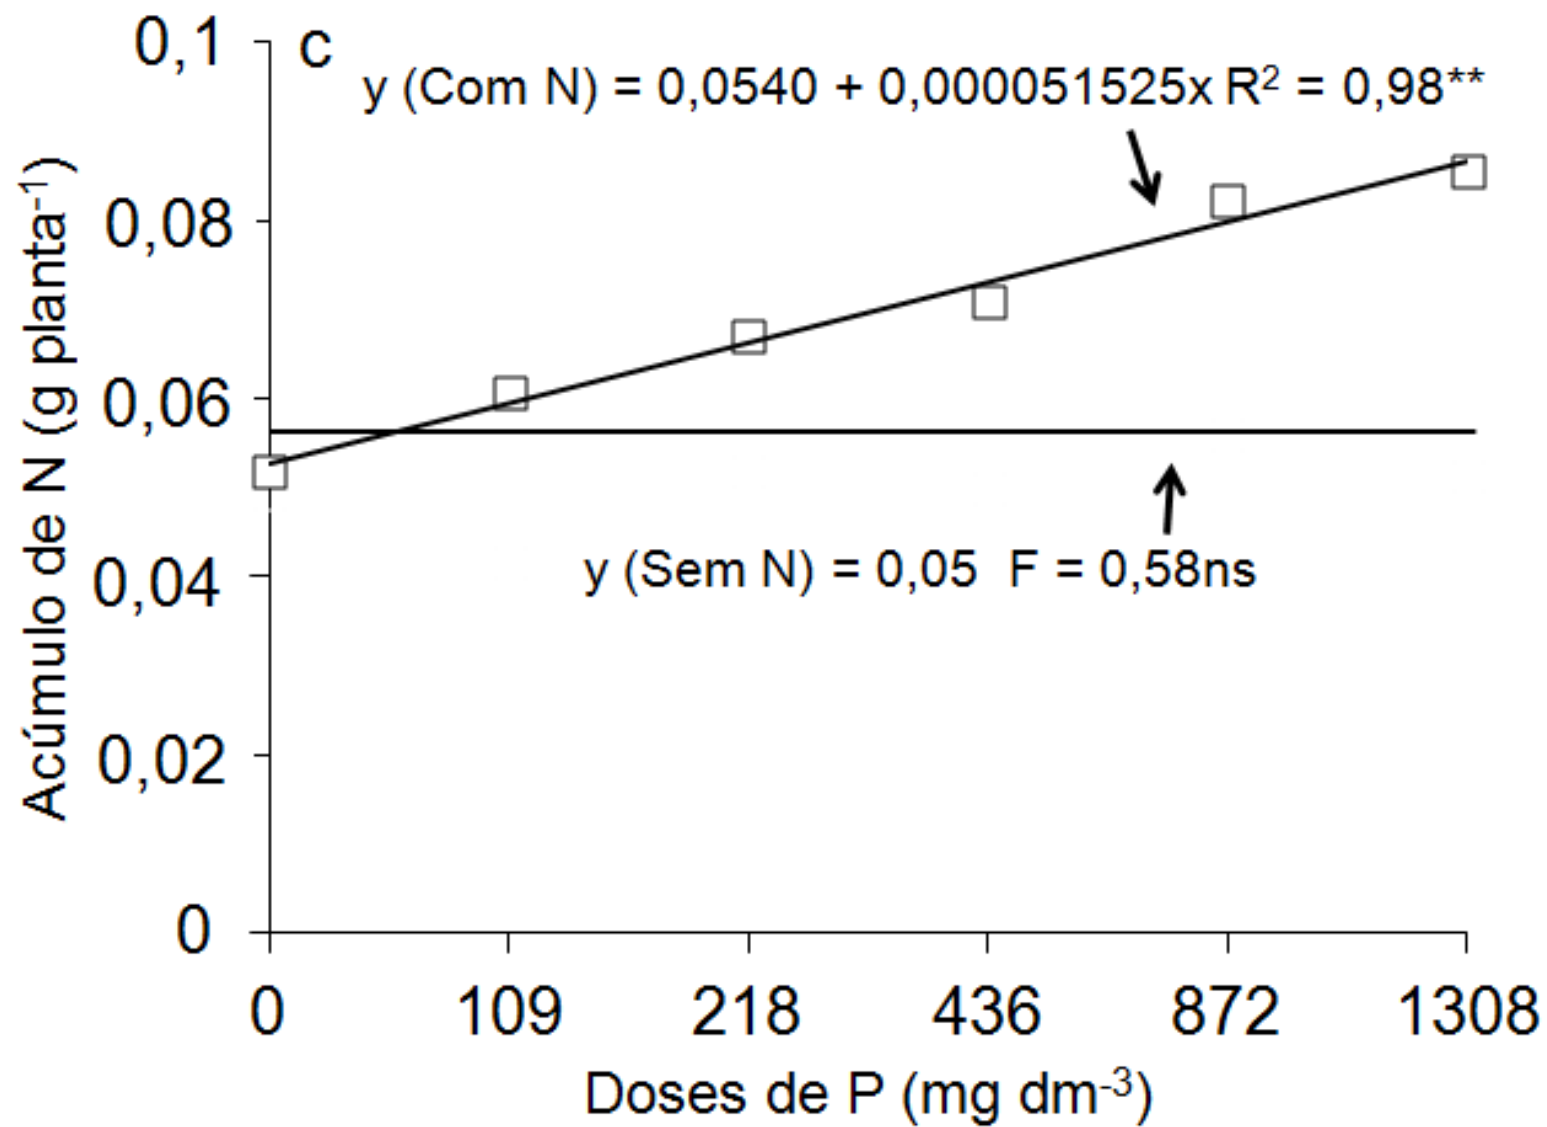 C
y (Com N) = 0,0540 + 0,000051525x R² = 0,98**
0,1
0,08
0,06
0,04
0,02
0
Acúmulo de N (g planta⁻¹)
y (Sem N) = 0,05 F = 0,58ns
0 109 218 436 872 1308
Doses de P (mg dm⁻³)